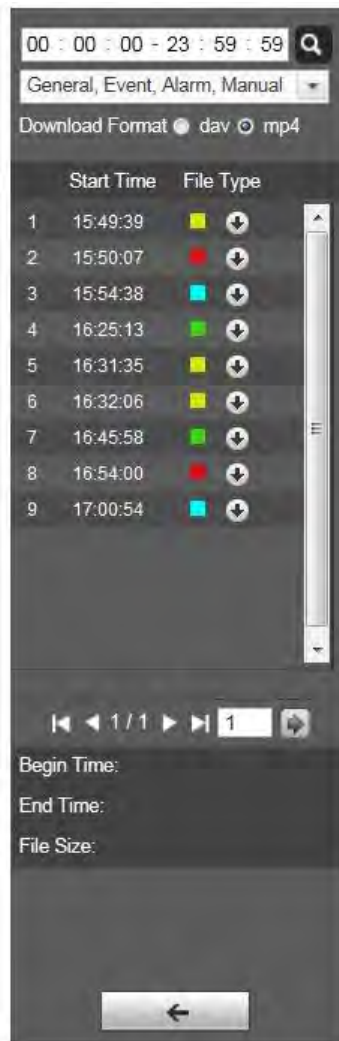 00 : 00 : 00 - 23 : 59 : 59
General, Event, Alarm, Manual
Download Format dav mp4
Start Time File Type
1 15:49:39
2 15:50:07
3 15:54:38
4 16:25:13
5 16:31:35
6 16:32:06
7 16:45:58
8 16:54:00
9 17:00:54
1 / 1 1
Begin Time:
End Time:
File Size: